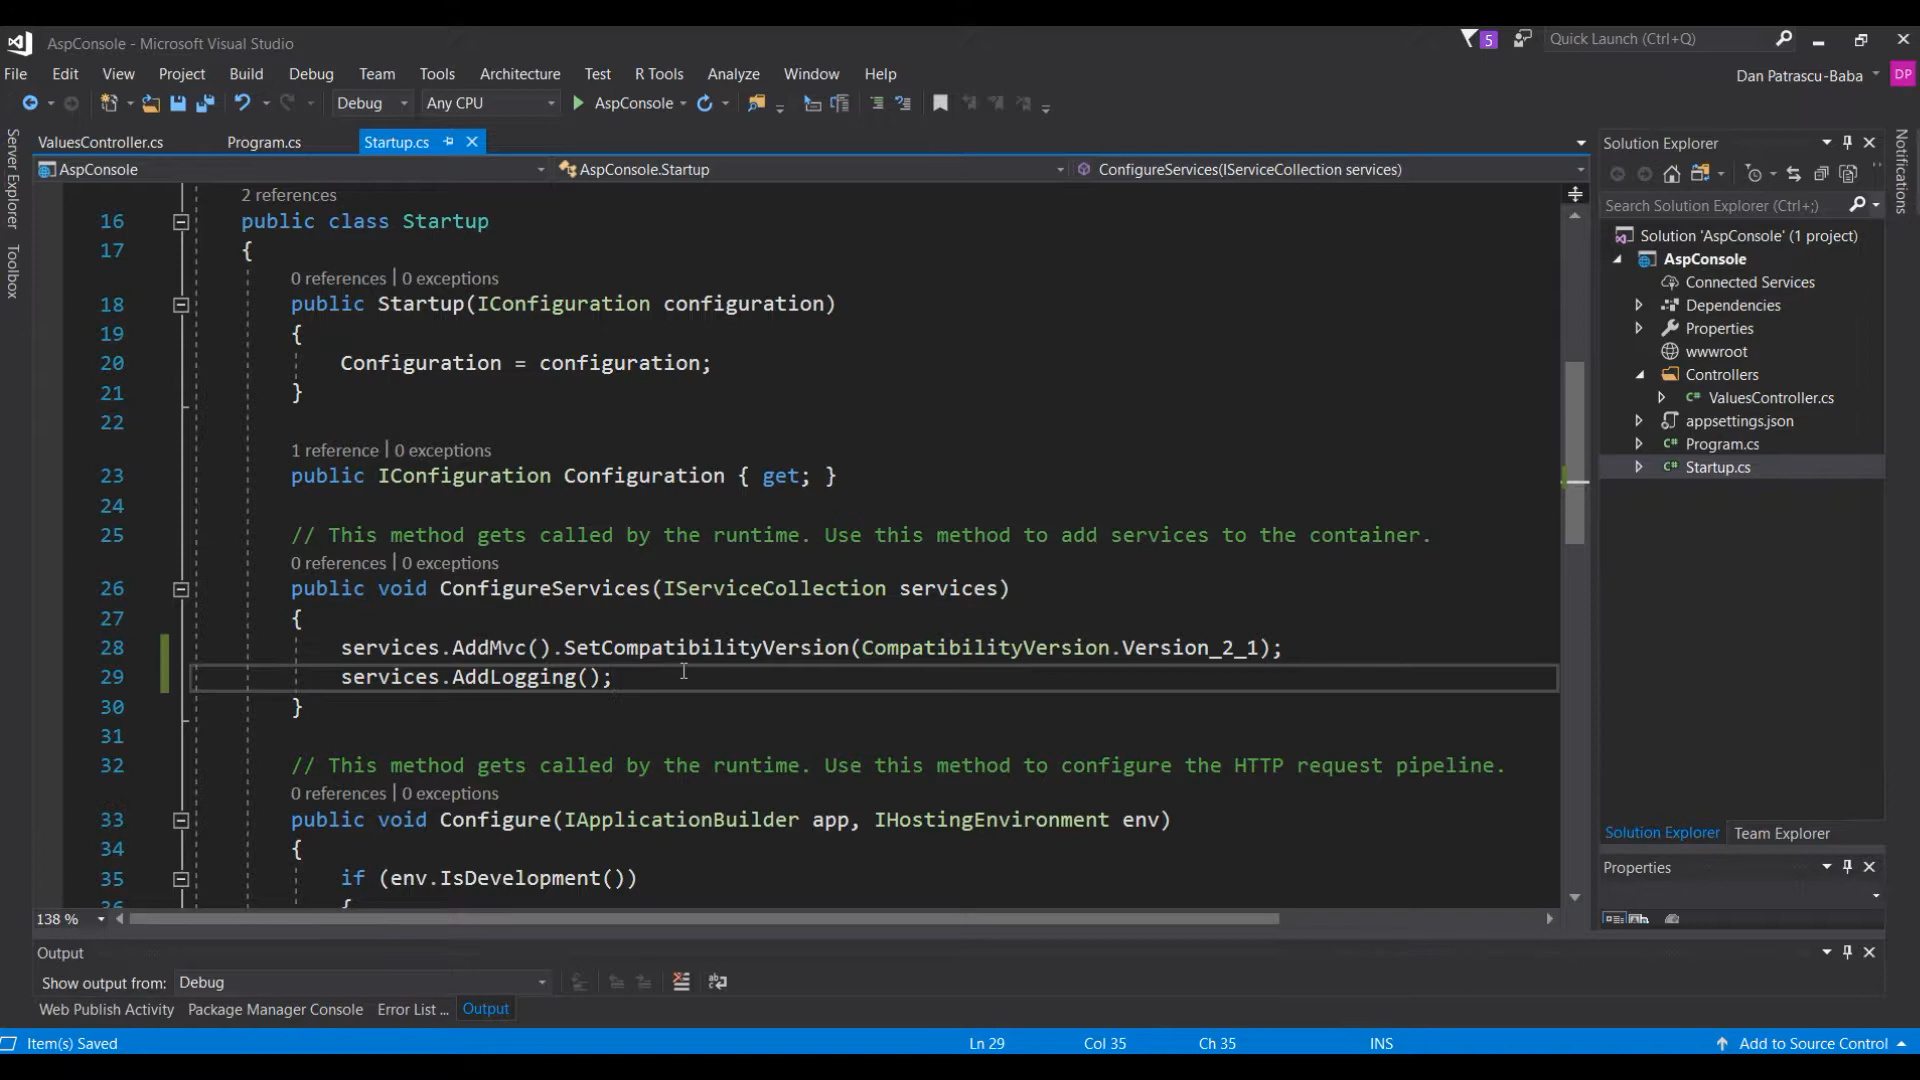 AspConsole - Microsoft Visual Studio
5
Quick Launch (Ctrl+Q)
File Edit View Project Build Debug Team Tools Architecture Test R Tools Analyze Window Help
Dan Patrascu-Baba
DP
Debug Any CPU AspConsole
ValuesController.cs Program.cs Startup.cs
AspConsole AspConsole.Startup ConfigureServices(IServiceCollection services)
Server Explorer
Toolbox
2 references
16 public class Startup
17 {
0 references | 0 exceptions
18 public Startup(IConfiguration configuration)
19 {
20 Configuration = configuration;
21 }
22
1 reference | 0 exceptions
23 public IConfiguration Configuration { get; }
24
25 // This method gets called by the runtime. Use this method to add services to the container.
0 references | 0 exceptions
26 public void ConfigureServices(IServiceCollection services)
27 {
28 services.AddMvc().SetCompatibilityVersion(CompatibilityVersion.Version_2_1);
29 services.AddLogging();
30 }
31
32 // This method gets called by the runtime. Use this method to configure the HTTP request pipeline.
0 references | 0 exceptions
33 public void Configure(IApplicationBuilder app, IHostingEnvironment env)
34 {
35 if (env.IsDevelopment())
36 {
138 %
Solution Explorer
Search Solution Explorer (Ctrl+;)
Solution 'AspConsole' (1 project)
AspConsole
Connected Services
Dependencies
Properties
wwwroot
Controllers
C# ValuesController.cs
appsettings.json
C# Program.cs
C# Startup.cs
Solution Explorer Team Explorer
Properties
Notifications
Output
Show output from: Debug
Web Publish Activity Package Manager Console Error List ... Output
Item(s) Saved Ln 29 Col 35 Ch 35 INS Add to Source Control